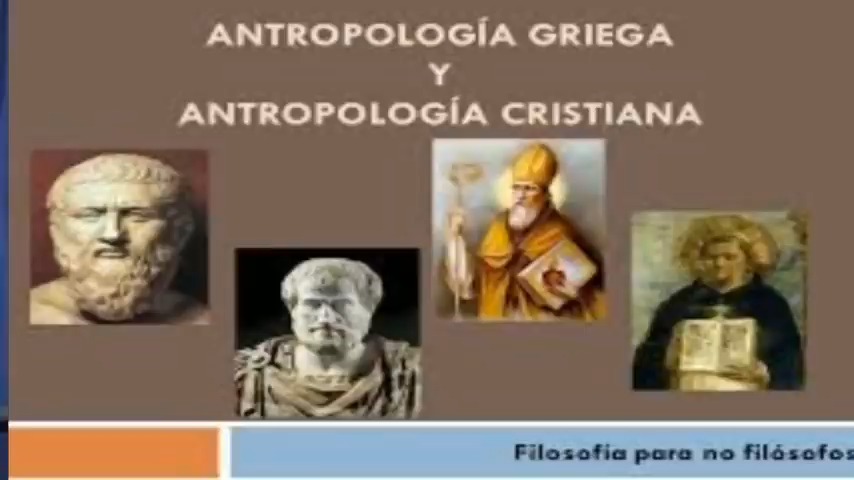 ANTROPOLOGÍA GRIEGA
Y
ANTROPOLOGÍA CRISTIANA
Filosofía para no filósofos